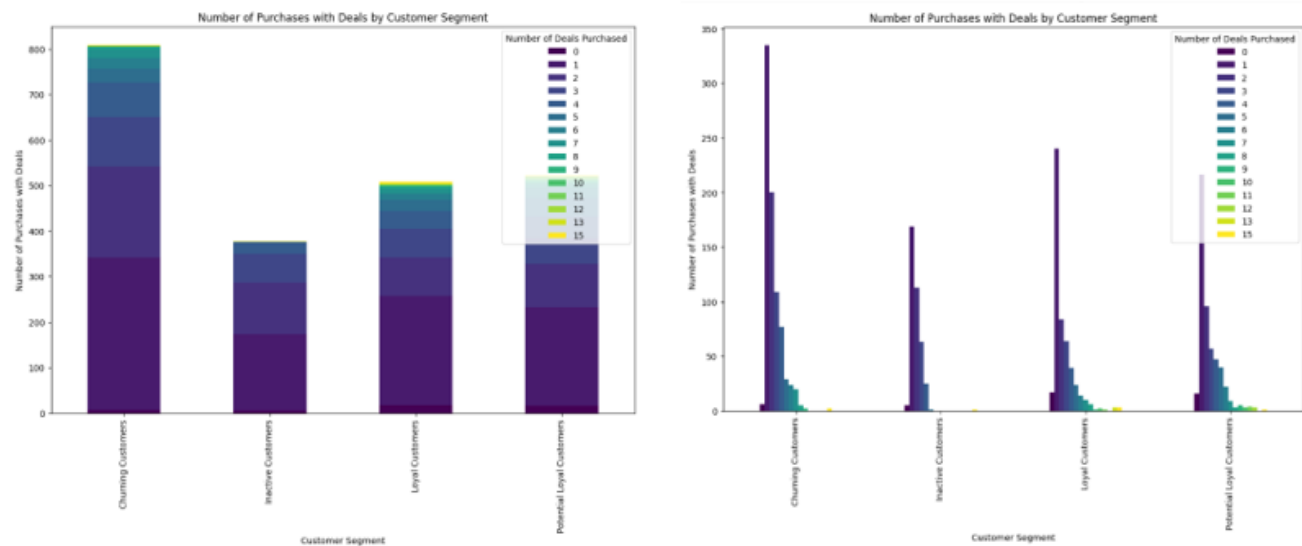 Number of Purchases with Deals by Customer Segment
Number of Deals Purchased
0
1
2
3
4
5
6
7
8
9
10
11
12
13
15
800
700
600
500
400
300
200
100
0
Number of Purchases with Deals
Churning Customers
Inactive Customers
Loyal Customers
Potential Loyal Customers
Customer Segment
Number of Purchases with Deals by Customer Segment
Number of Deals Purchased
0
1
2
3
4
5
6
7
8
9
10
11
12
13
15
350
300
250
200
150
100
50
0
Number of Purchases with Deals
Churning Customers
Inactive Customers
Loyal Customers
Potential Loyal Customers
Customer Segment